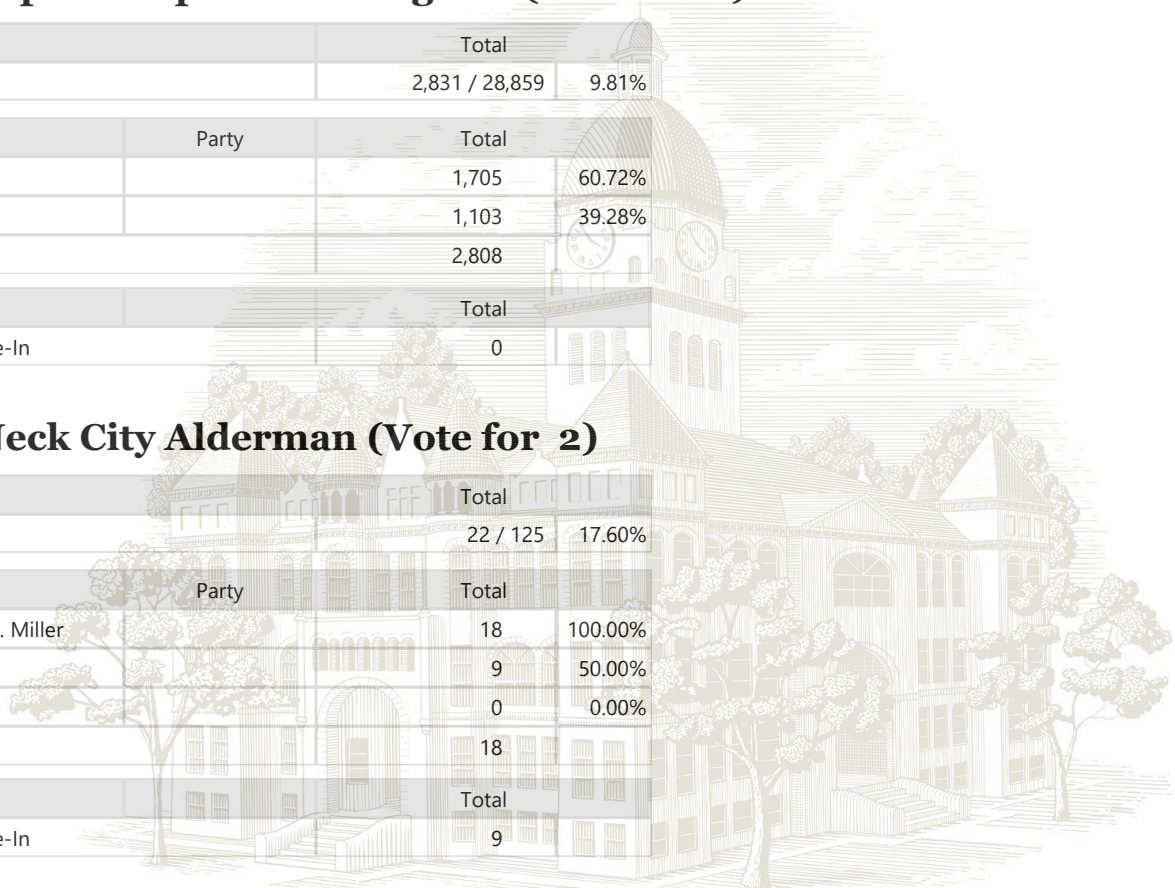 Total
2,831 / 28,859 9.81%
Party Total
1,705 60.72%
1,103 39.28%
2,808
Total
e-In 0
Neck City Alderman (Vote for 2)
Total
22 / 125 17.60%
Party Total
. Miller 18 100.00%
9 50.00%
0 0.00%
18
Total
e-In 9